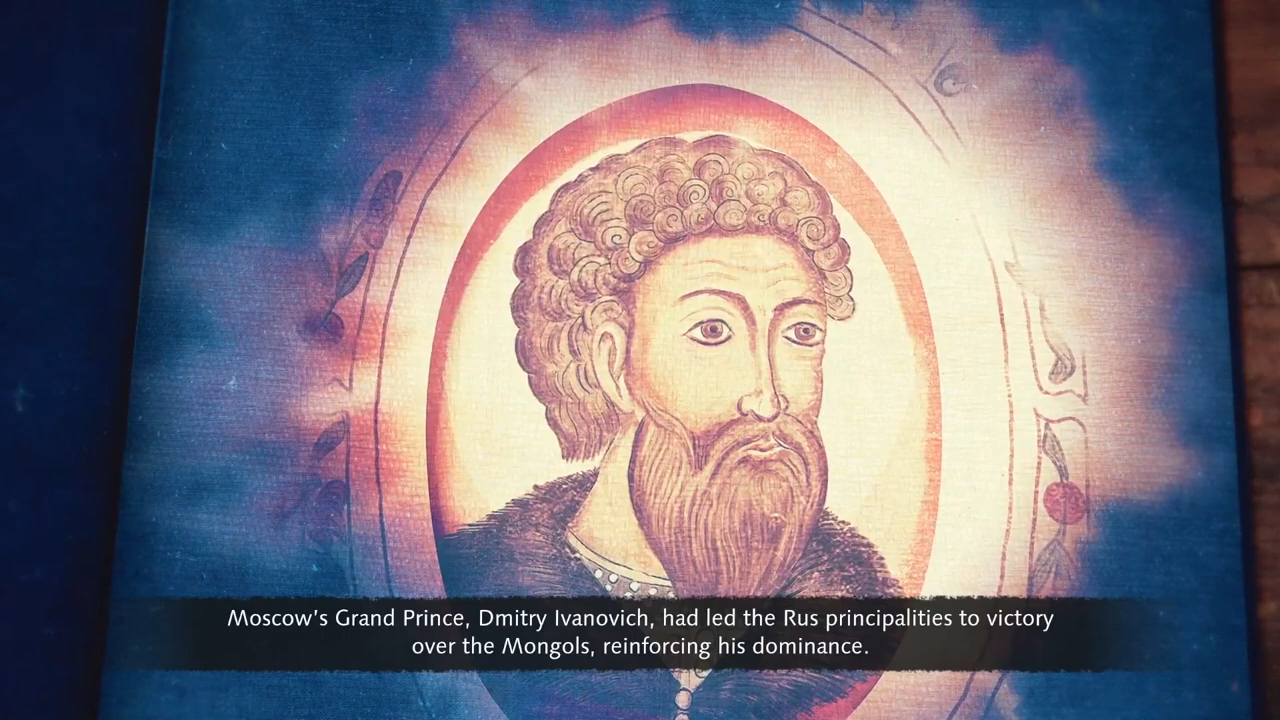 Moscow's Grand Prince, Dmitry Ivanovich, had led the Rus principalities to victory
over the Mongols, reinforcing his dominance.